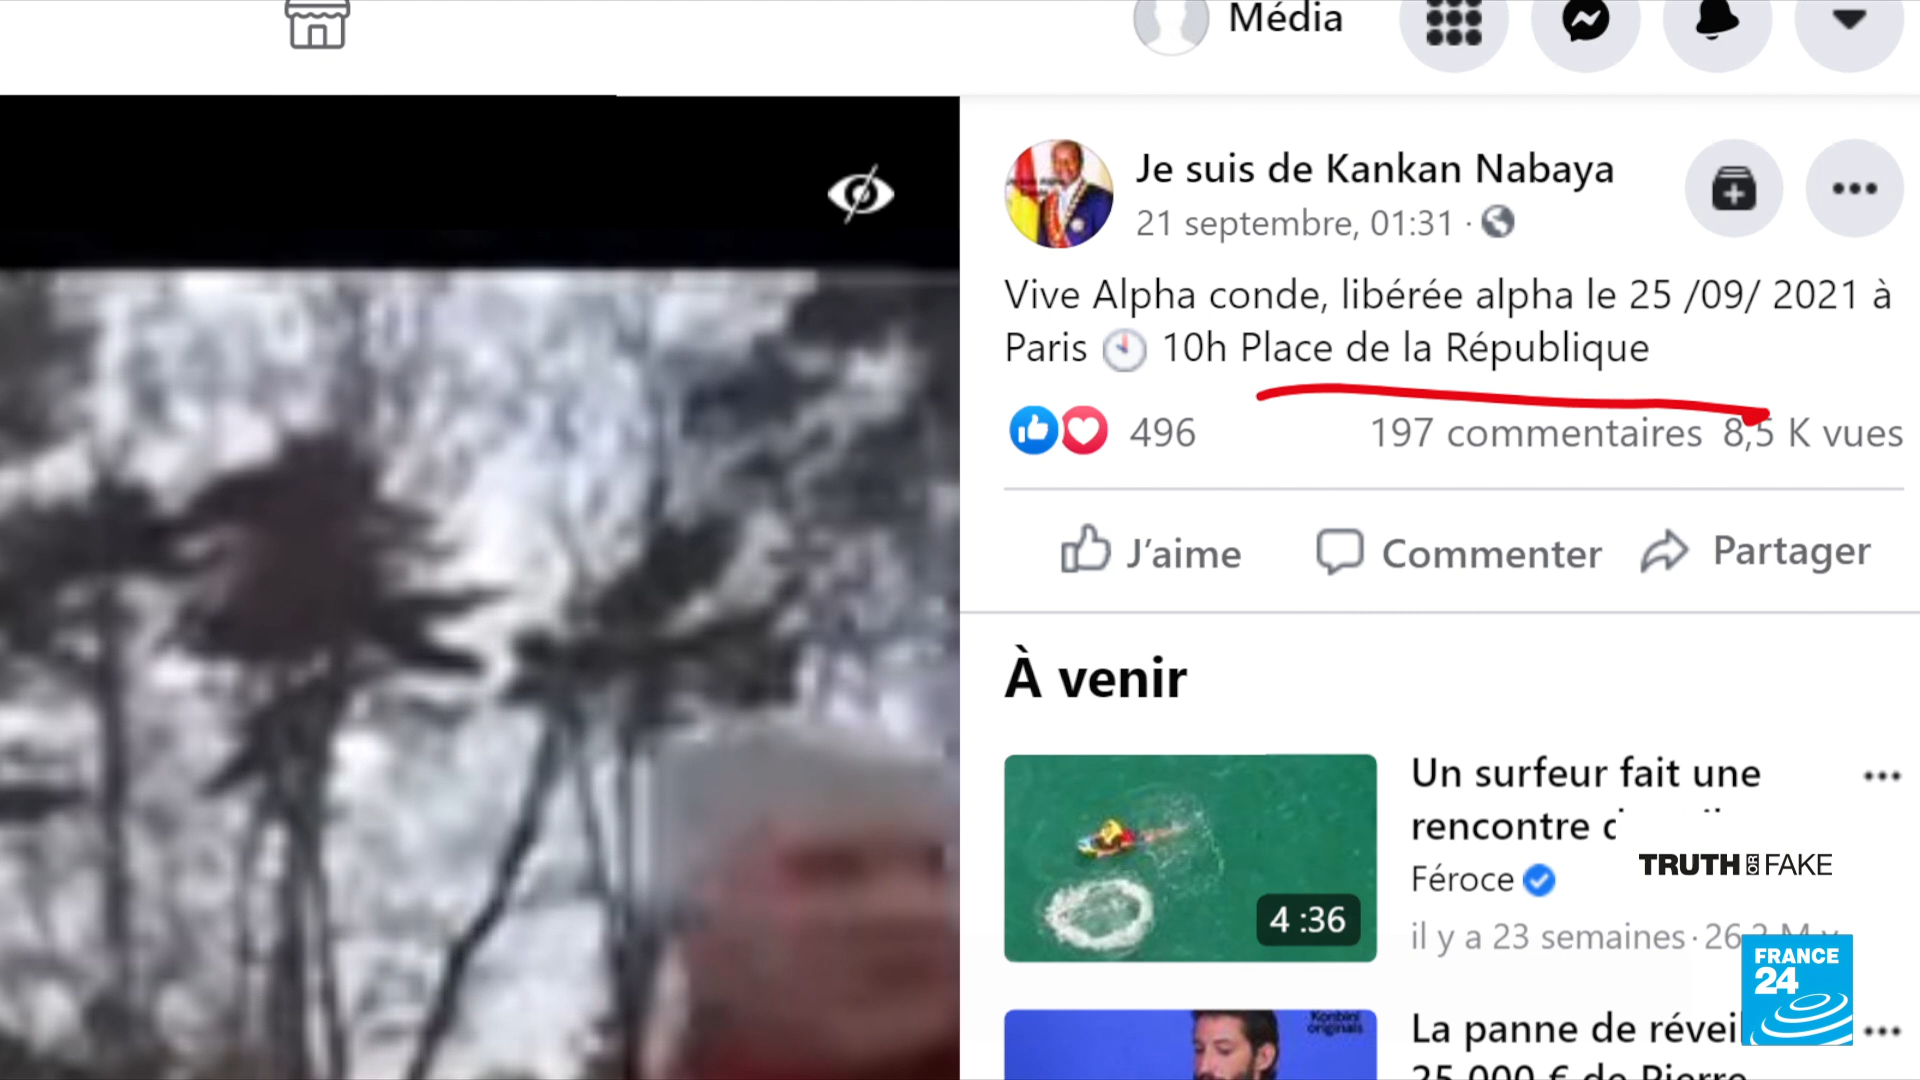 Média
Je suis de Kankan Nabaya
21 septembre, 01:31 ·
Vive Alpha conde, libérée alpha le 25 /09/ 2021 à
Paris 🕙 10h Place de la République
496
197 commentaires 8,5 K vues
J'aime
Commenter
Partager
À venir
Un surfeur fait une
rencontre
Féroce
il y a 23 semaines ·
4 :36
TRUTH OR FAKE
FRANCE
24
Konbini
originals
La panne de réveil
25 000 € de Pierre